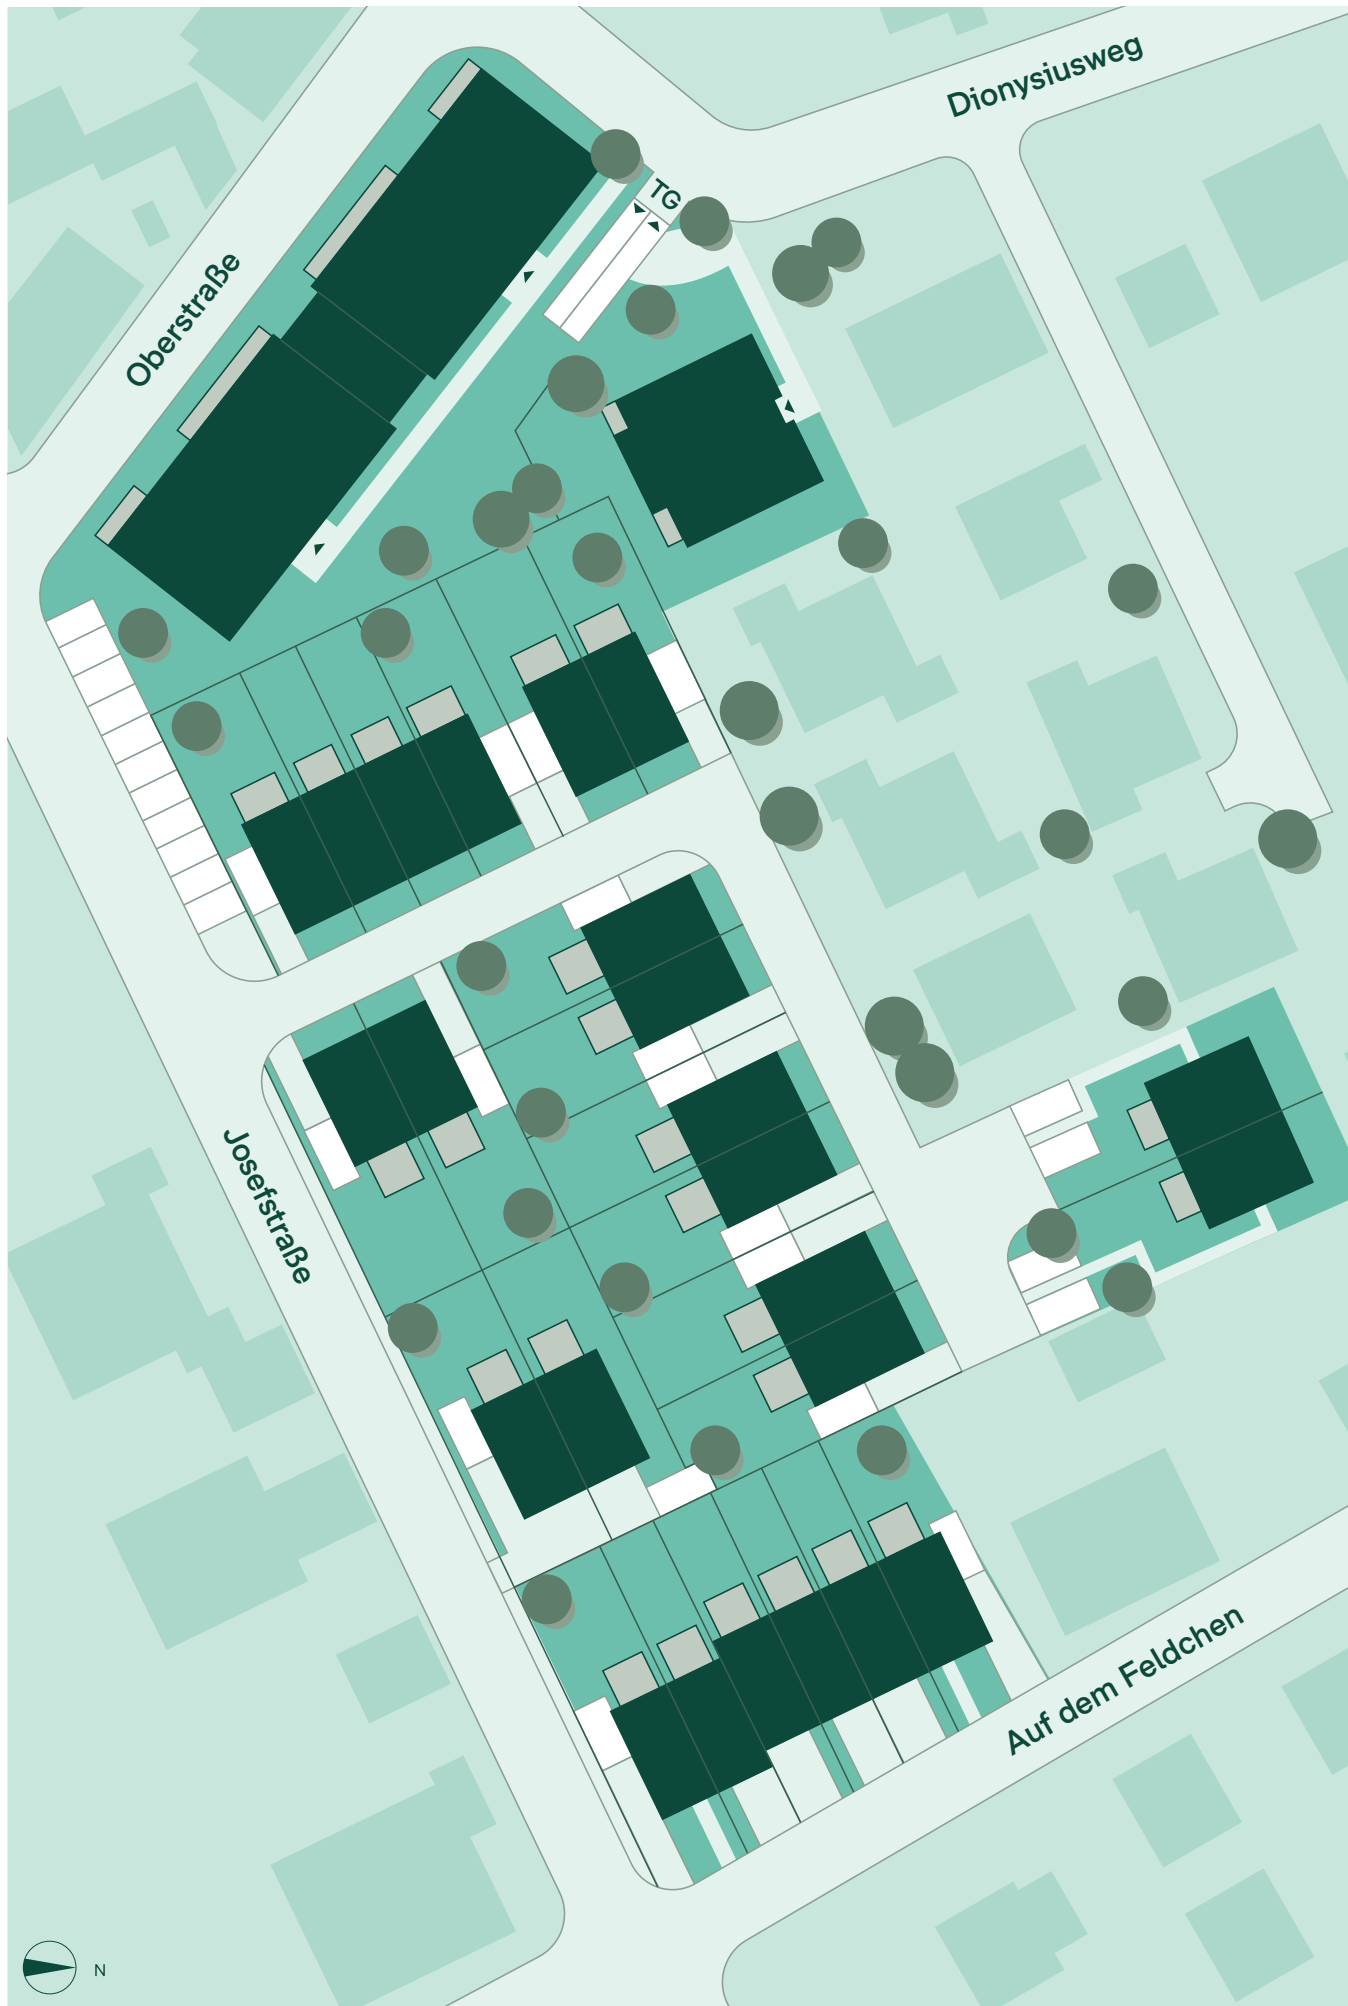 Dionysiusweg
TG
Oberstraße
Josefstraße
Auf dem Feldchen
N